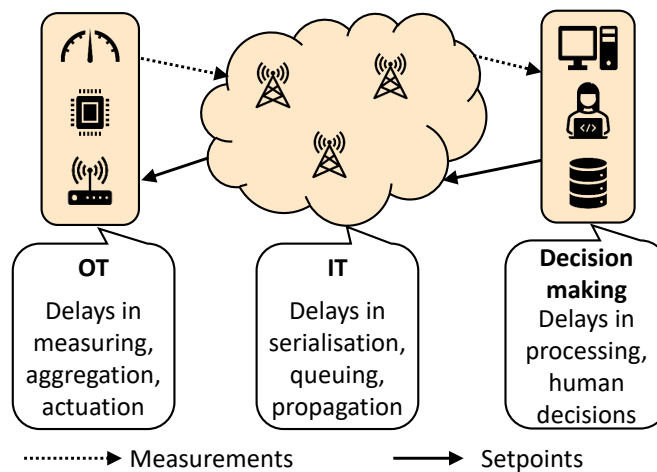 OT
Delays in
measuring,
aggregation,
actuation
IT
Delays in
serialisation,
queuing,
propagation
Decision
making
Delays in
processing,
human
decisions
Measurements
Setpoints